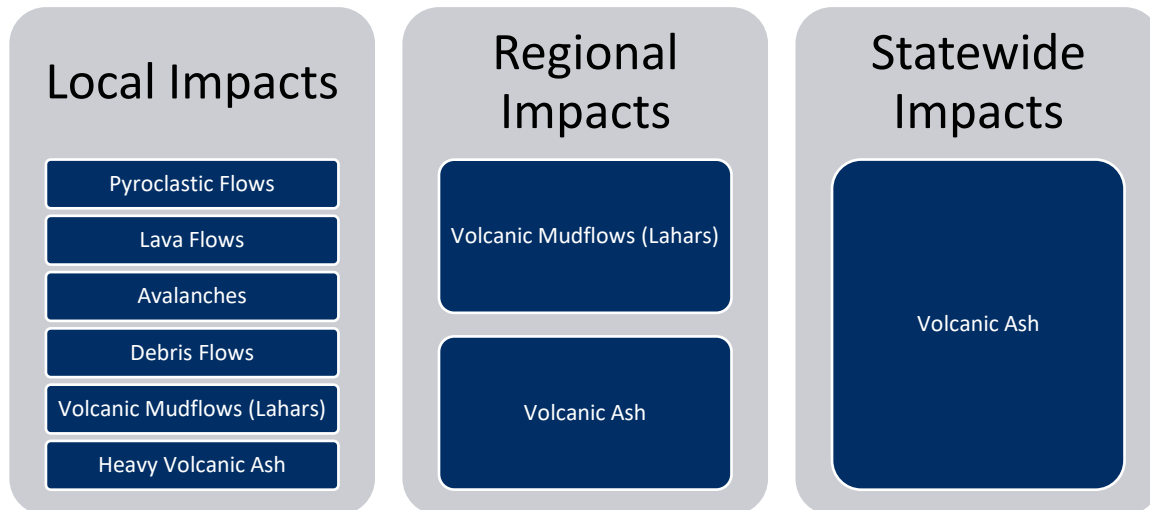 Local Impacts
Pyroclastic Flows
Lava Flows
Avalanches
Debris Flows
Volcanic Mudflows (Lahars)
Heavy Volcanic Ash
Regional
Impacts
Volcanic Mudflows (Lahars)
Volcanic Ash
Statewide
Impacts
Volcanic Ash